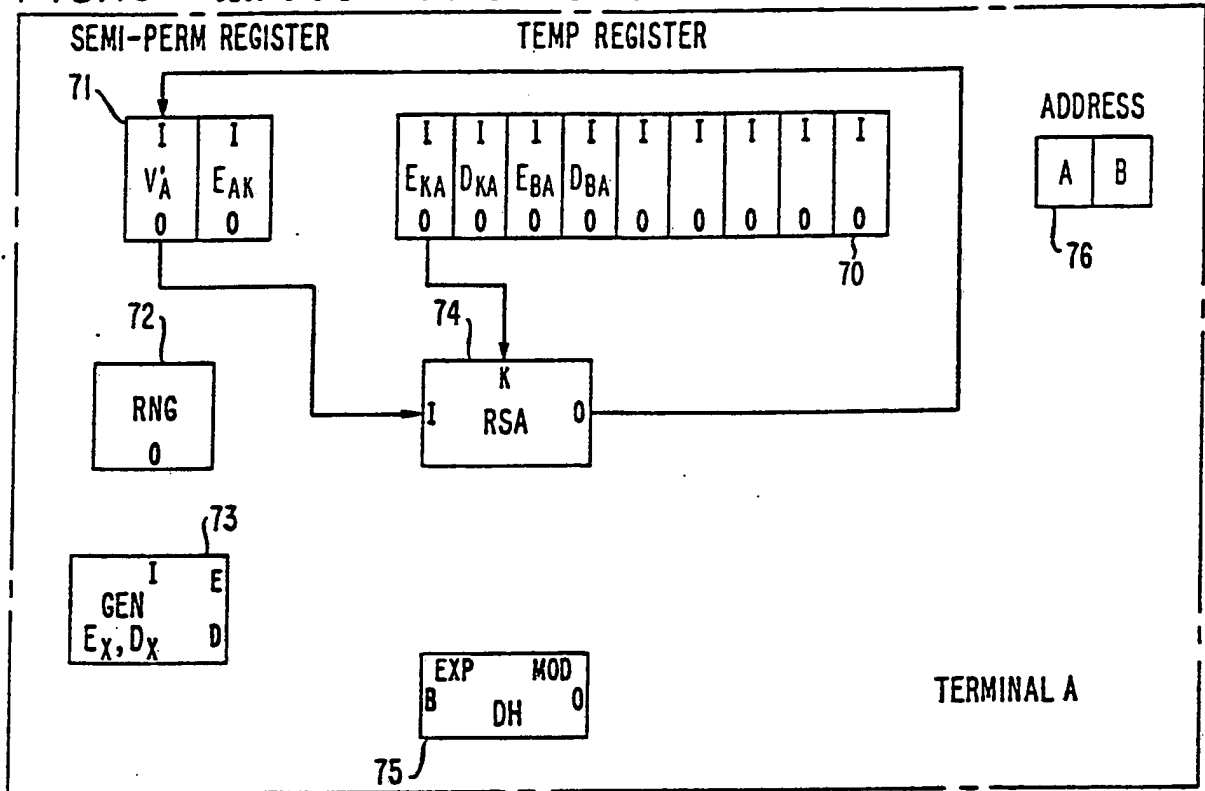 SEMI-PERM REGISTER TEMP REGISTER
71
ADDRESS
I I I I 1 I I I I I I
V'A EAK EKA DKA EBA DBA A B
0 0 0 0 0 0 0 0 0 0 0
70 76
72 74
K
RNG I RSA 0
0
73
I E
GEN
EX, DX D
EXP MOD
B DH 0
TERMINAL A
75